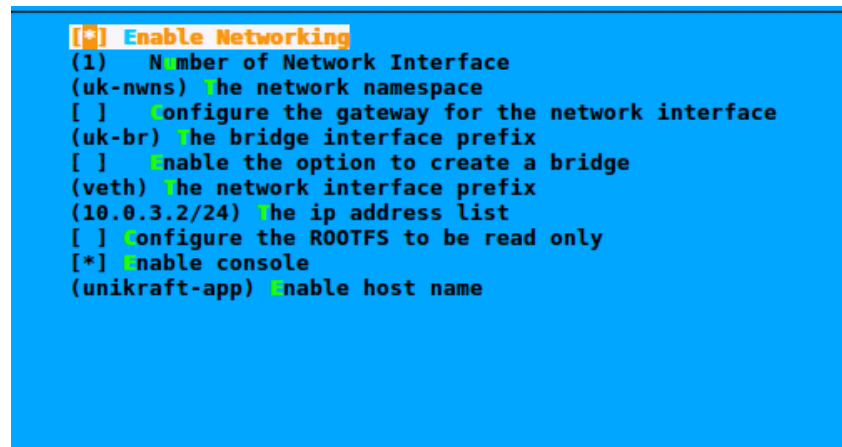 [*] Enable Networking
(1)   Number of Network Interface
(uk-nwns) The network namespace
[ ]   Configure the gateway for the network interface
(uk-br) The bridge interface prefix
[ ]   Enable the option to create a bridge
(veth) The network interface prefix
(10.0.3.2/24) The ip address list
[ ] Configure the ROOTFS to be read only
[*] Enable console
(unikraft-app) Enable host name